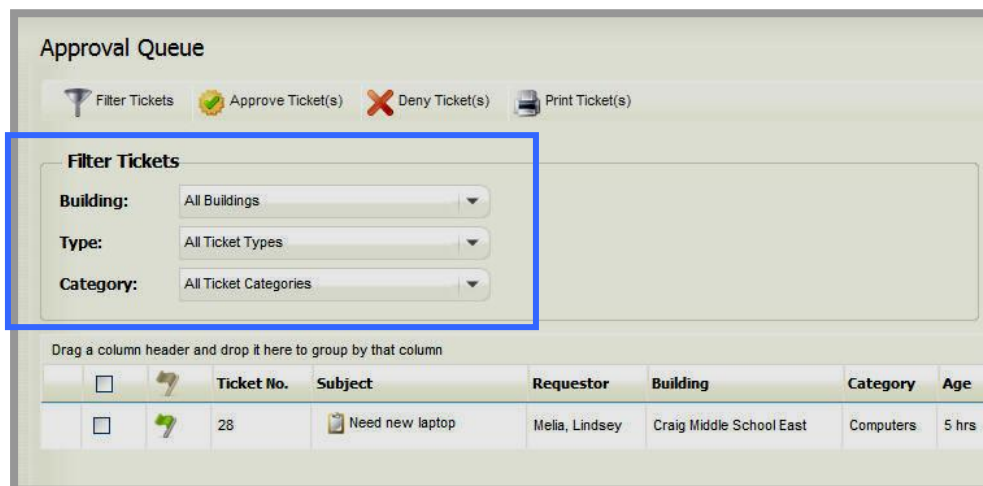 Approval Queue
Filter Tickets Approve Ticket(s) Deny Ticket(s) Print Ticket(s)
Filter Tickets
Building: All Buildings
Type: All Ticket Types
Category: All Ticket Categories
Drag a column header and drop it here to group by that column
Ticket No. Subject Requestor Building Category Age
28 Need new laptop Melia, Lindsey Craig Middle School East Computers 5 hrs